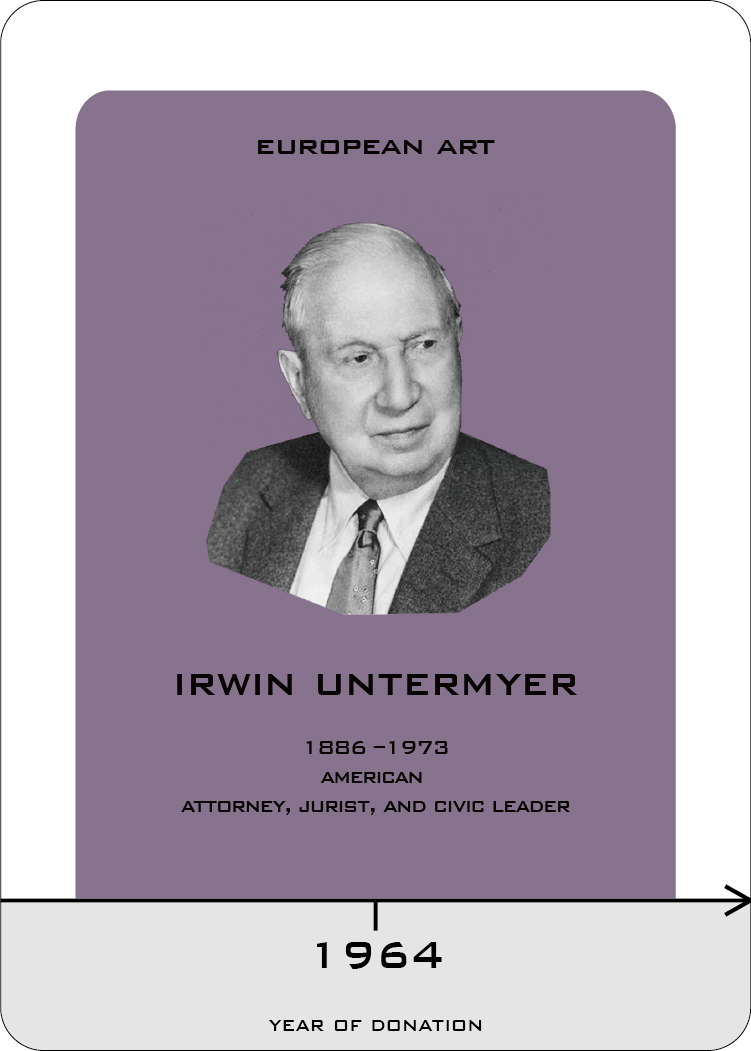 EUROPEAN ART
IRWIN UNTERMYER
1886 –1973
AMERICAN
ATTORNEY, JURIST, AND CIVIC LEADER
1964
YEAR OF DONATION